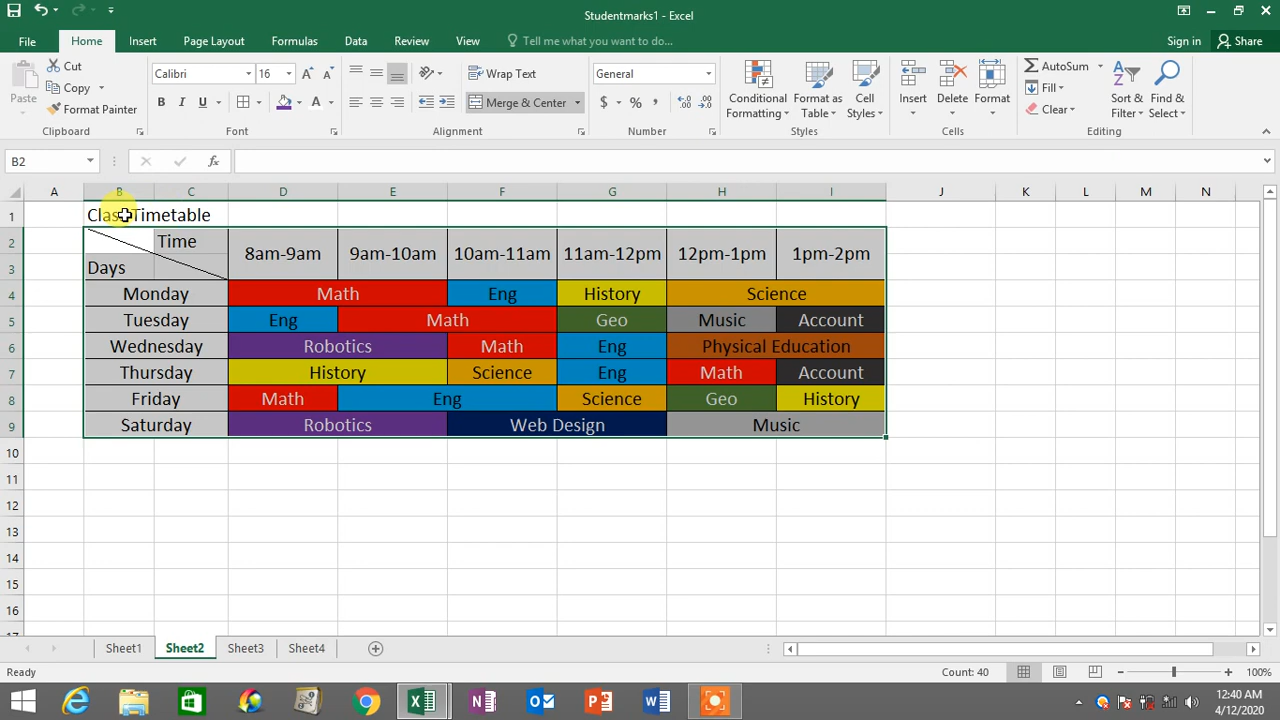 Studentmarks1 - Excel
File Home Insert Page Layout Formulas Data Review View Tell me what you want to do... Sign in Share
Paste Cut Copy Format Painter
Calibri 16
B I U A
Wrap Text
Merge & Center
General
$ % ,
Conditional Formatting Format as Table Cell Styles
Insert Delete Format
AutoSum Fill Clear
Sort & Filter Find & Select
Clipboard Font Alignment Number Styles Cells Editing
B2 fx
A B C D E F G H I J K L M N
1 Class Timetable
2 Time 8am-9am 9am-10am 10am-11am 11am-12pm 12pm-1pm 1pm-2pm
3 Days
4 Monday Math Eng History Science
5 Tuesday Eng Math Geo Music Account
6 Wednesday Robotics Math Eng Physical Education
7 Thursday History Science Eng Math Account
8 Friday Math Eng Science Geo History
9 Saturday Robotics Web Design Music
10
11
12
13
14
15
16
17
Sheet1 Sheet2 Sheet3 Sheet4
Ready Count: 40 100%
12:40 AM
4/12/2020